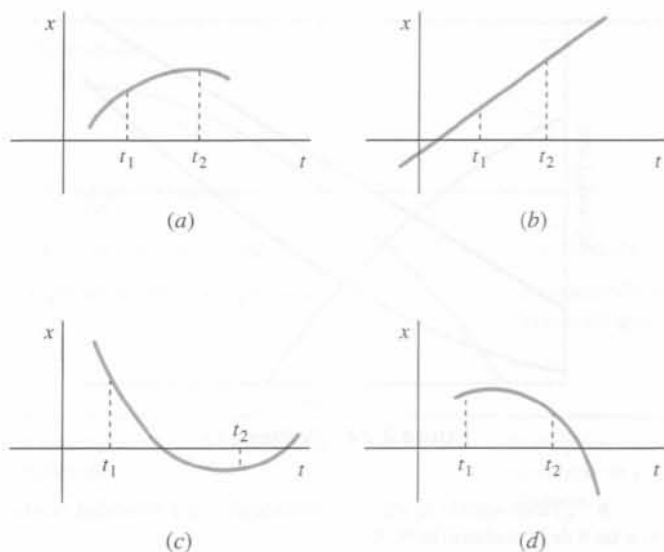 x
t₁ t₂ t
(a)
x
t₁ t₂ t
(b)
x
t₁ t₂ t
(c)
x
t₁ t₂ t
(d)